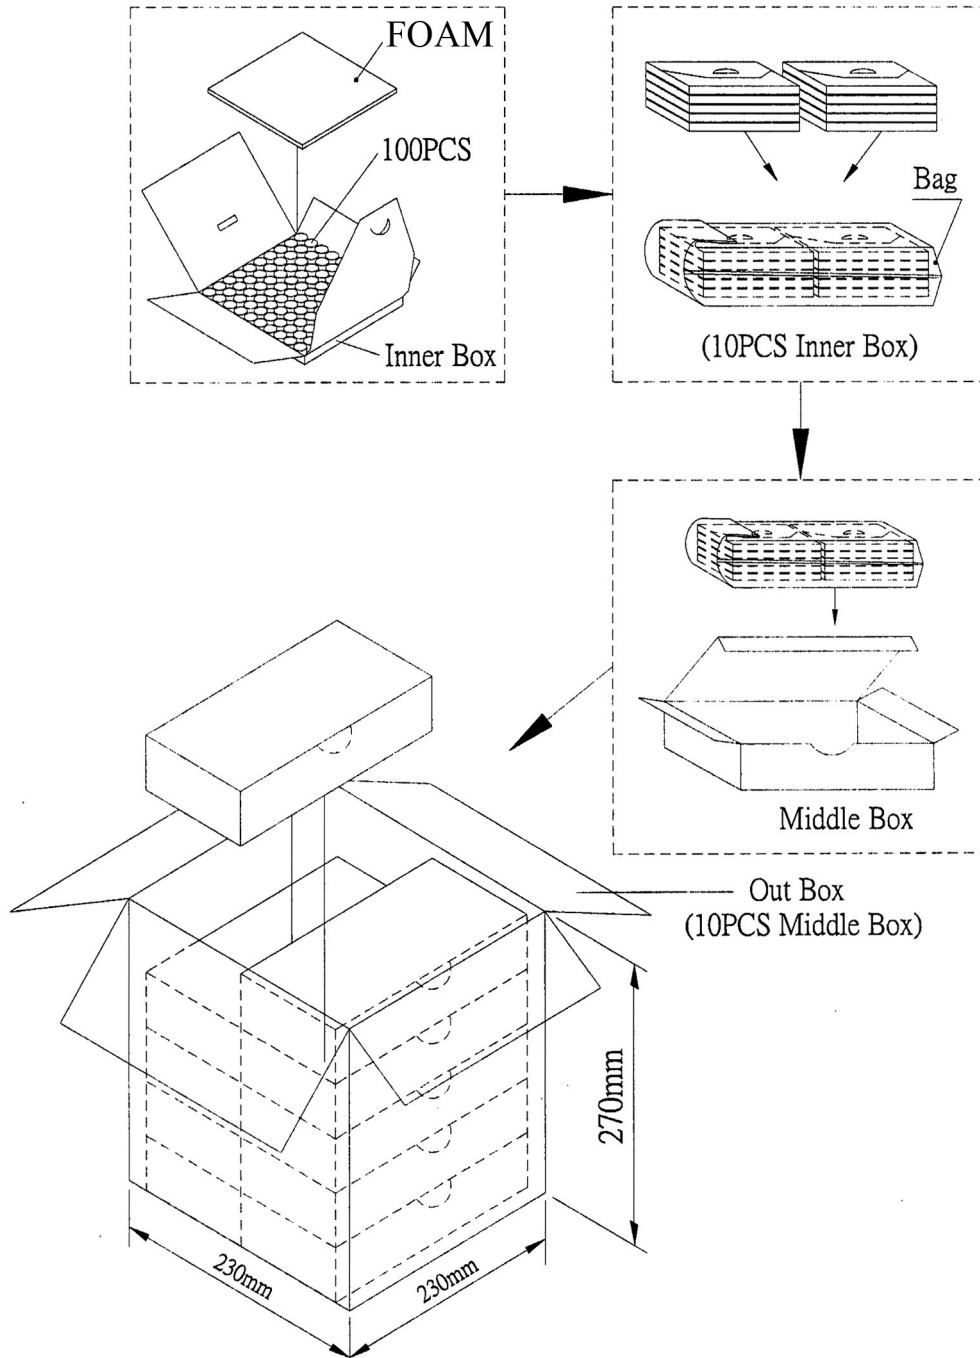 FOAM
100PCS
Inner Box
Bag
(10PCS Inner Box)
Middle Box
Out Box
(10PCS Middle Box)
270mm
230mm
230mm